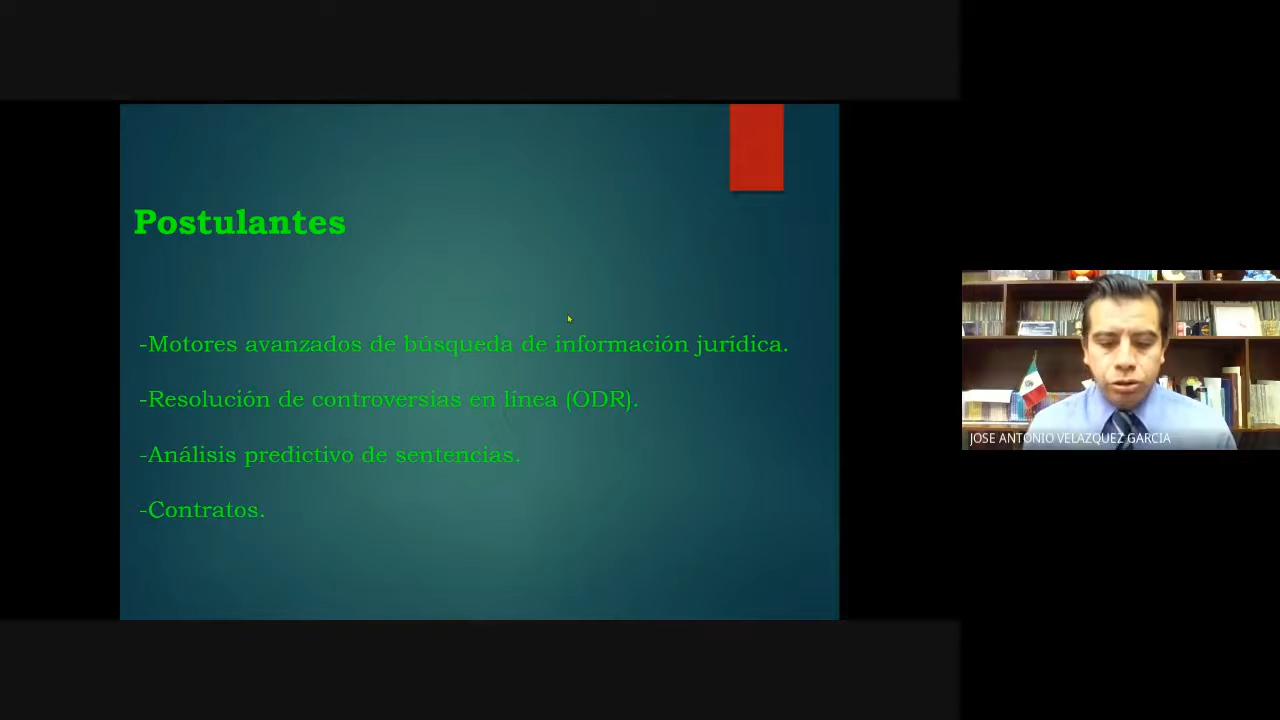 Postulantes
-Motores avanzados de búsqueda de información jurídica.
-Resolución de controversias en línea (ODR).
-Análisis predictivo de sentencias.
-Contratos.
JOSE ANTONIO VELAZQUEZ GARCIA